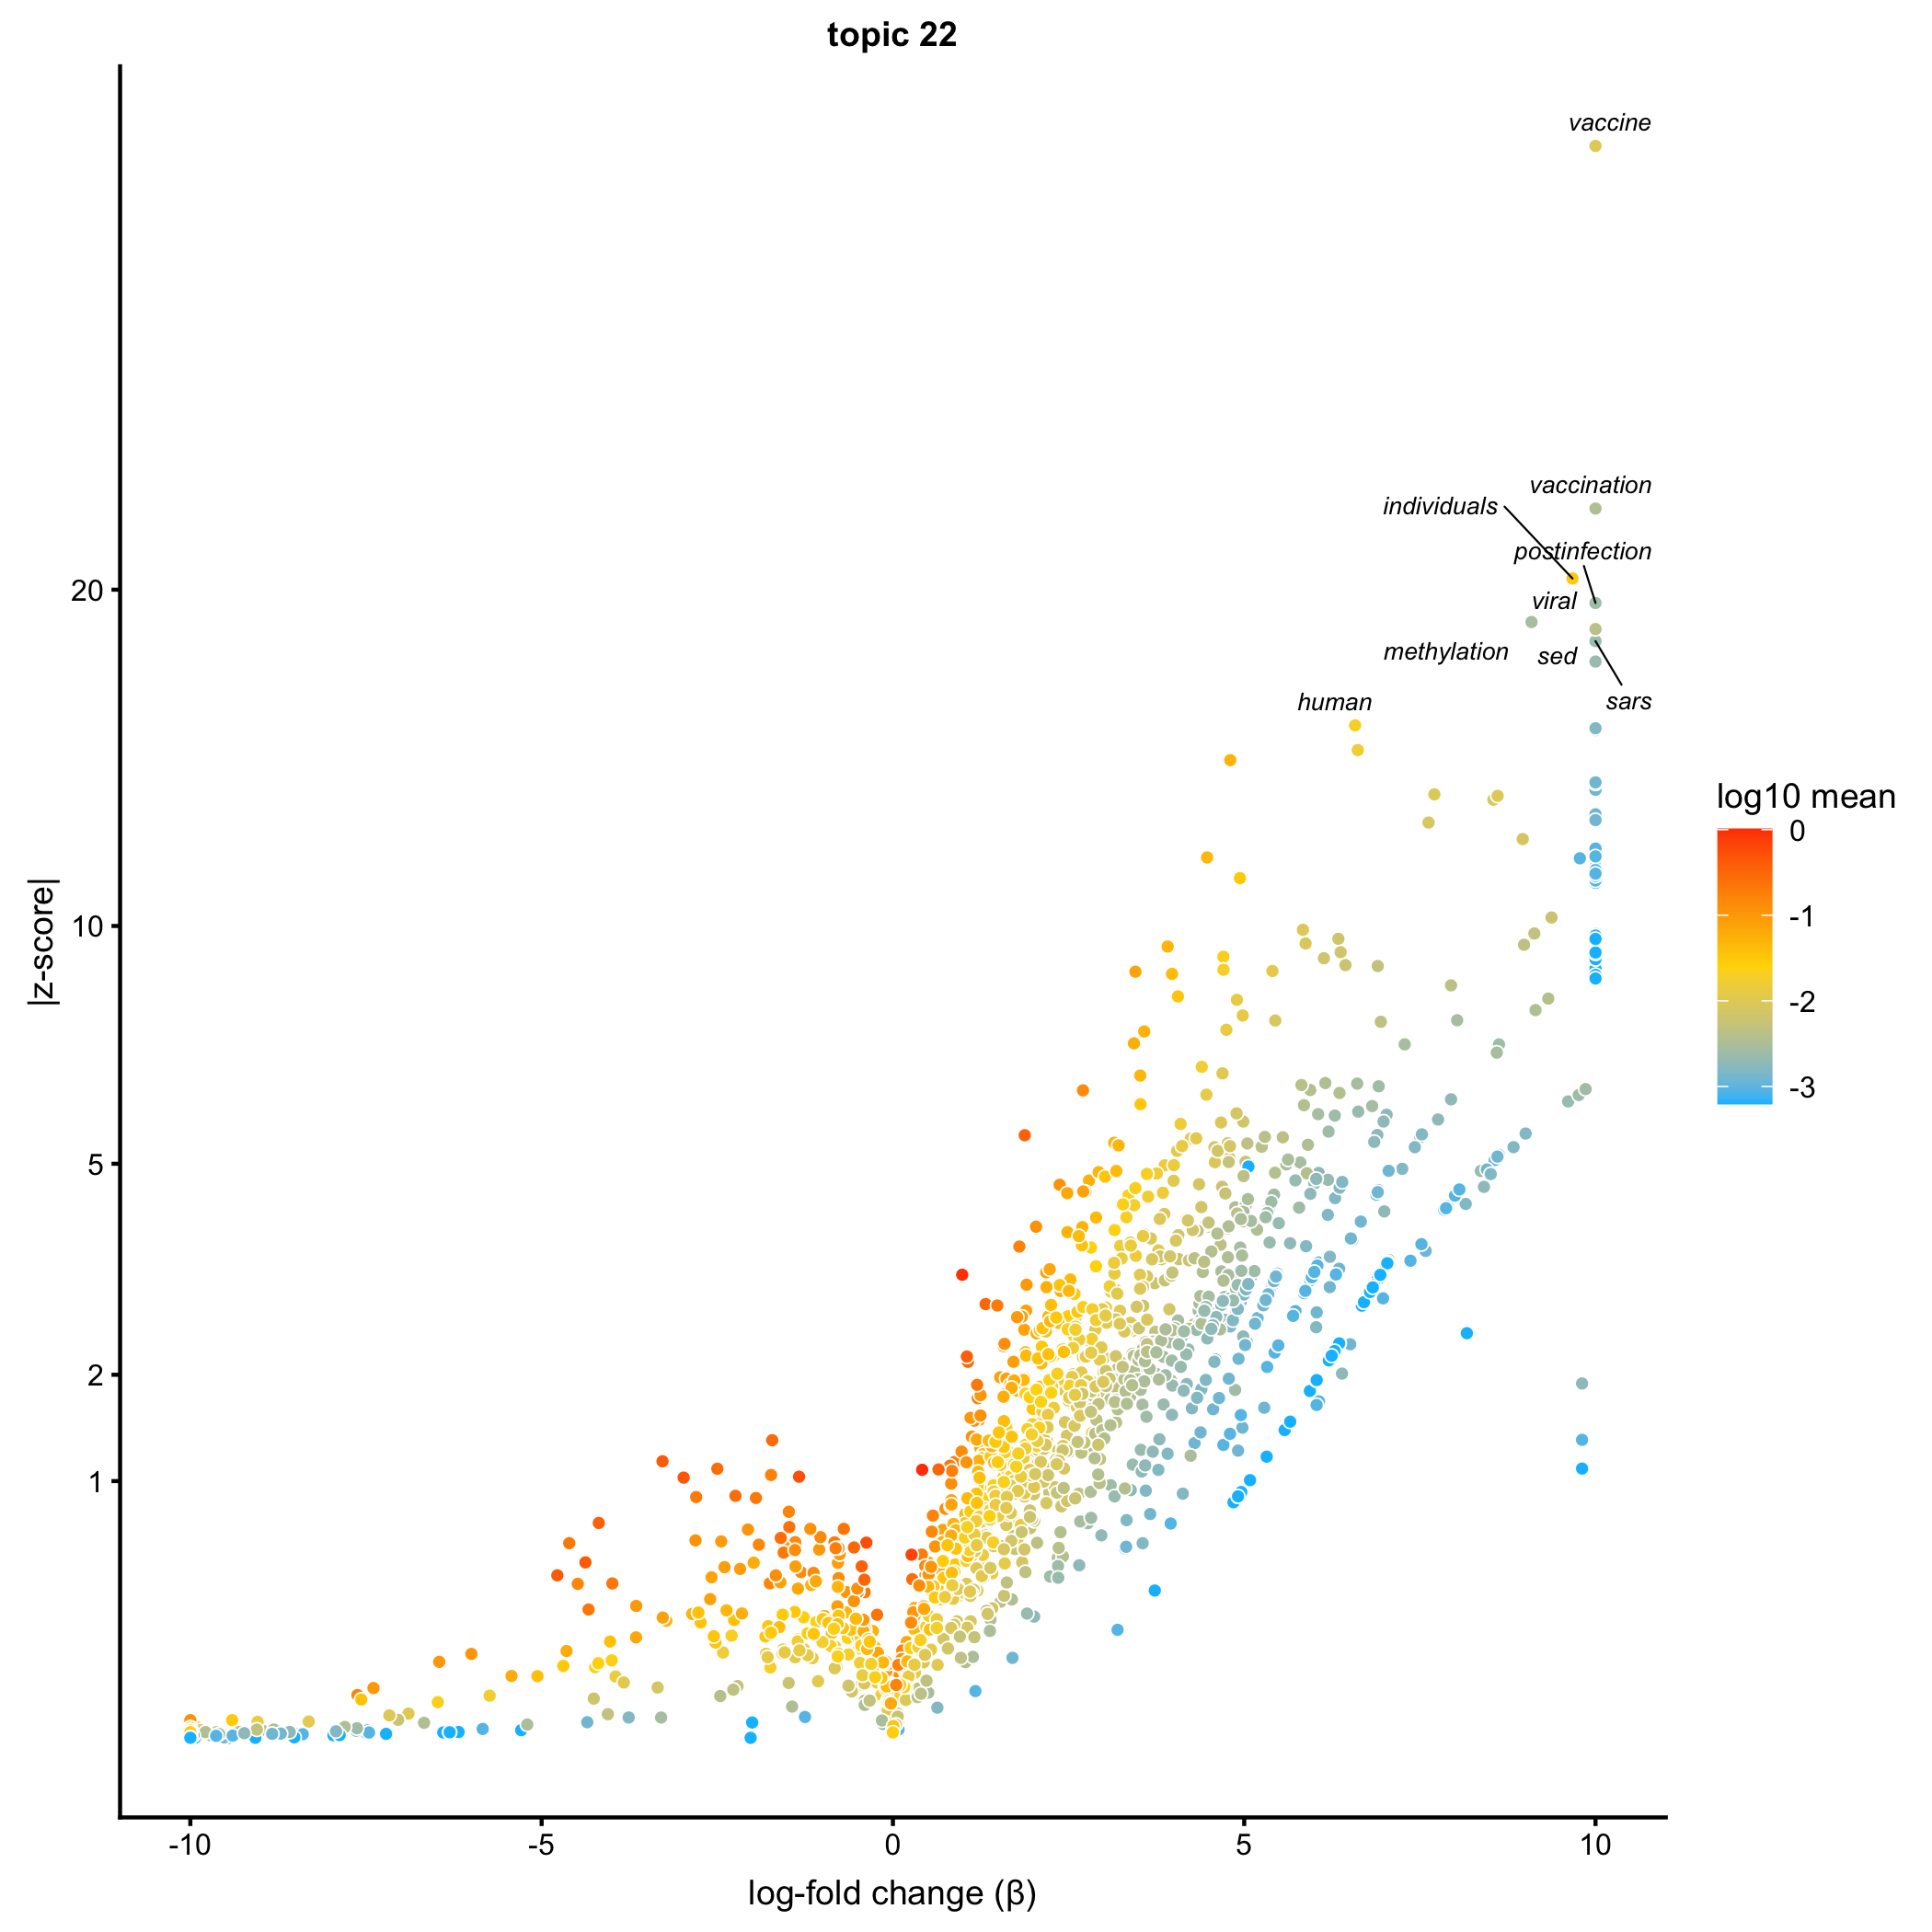 topic 22
vaccine
vaccination
individuals
postinfection
viral
methylation
sed
sars
human
|z-score|
20
10
5
2
1
-10
-5
0
5
10
log-fold change (β)
log10 mean
0
-1
-2
-3